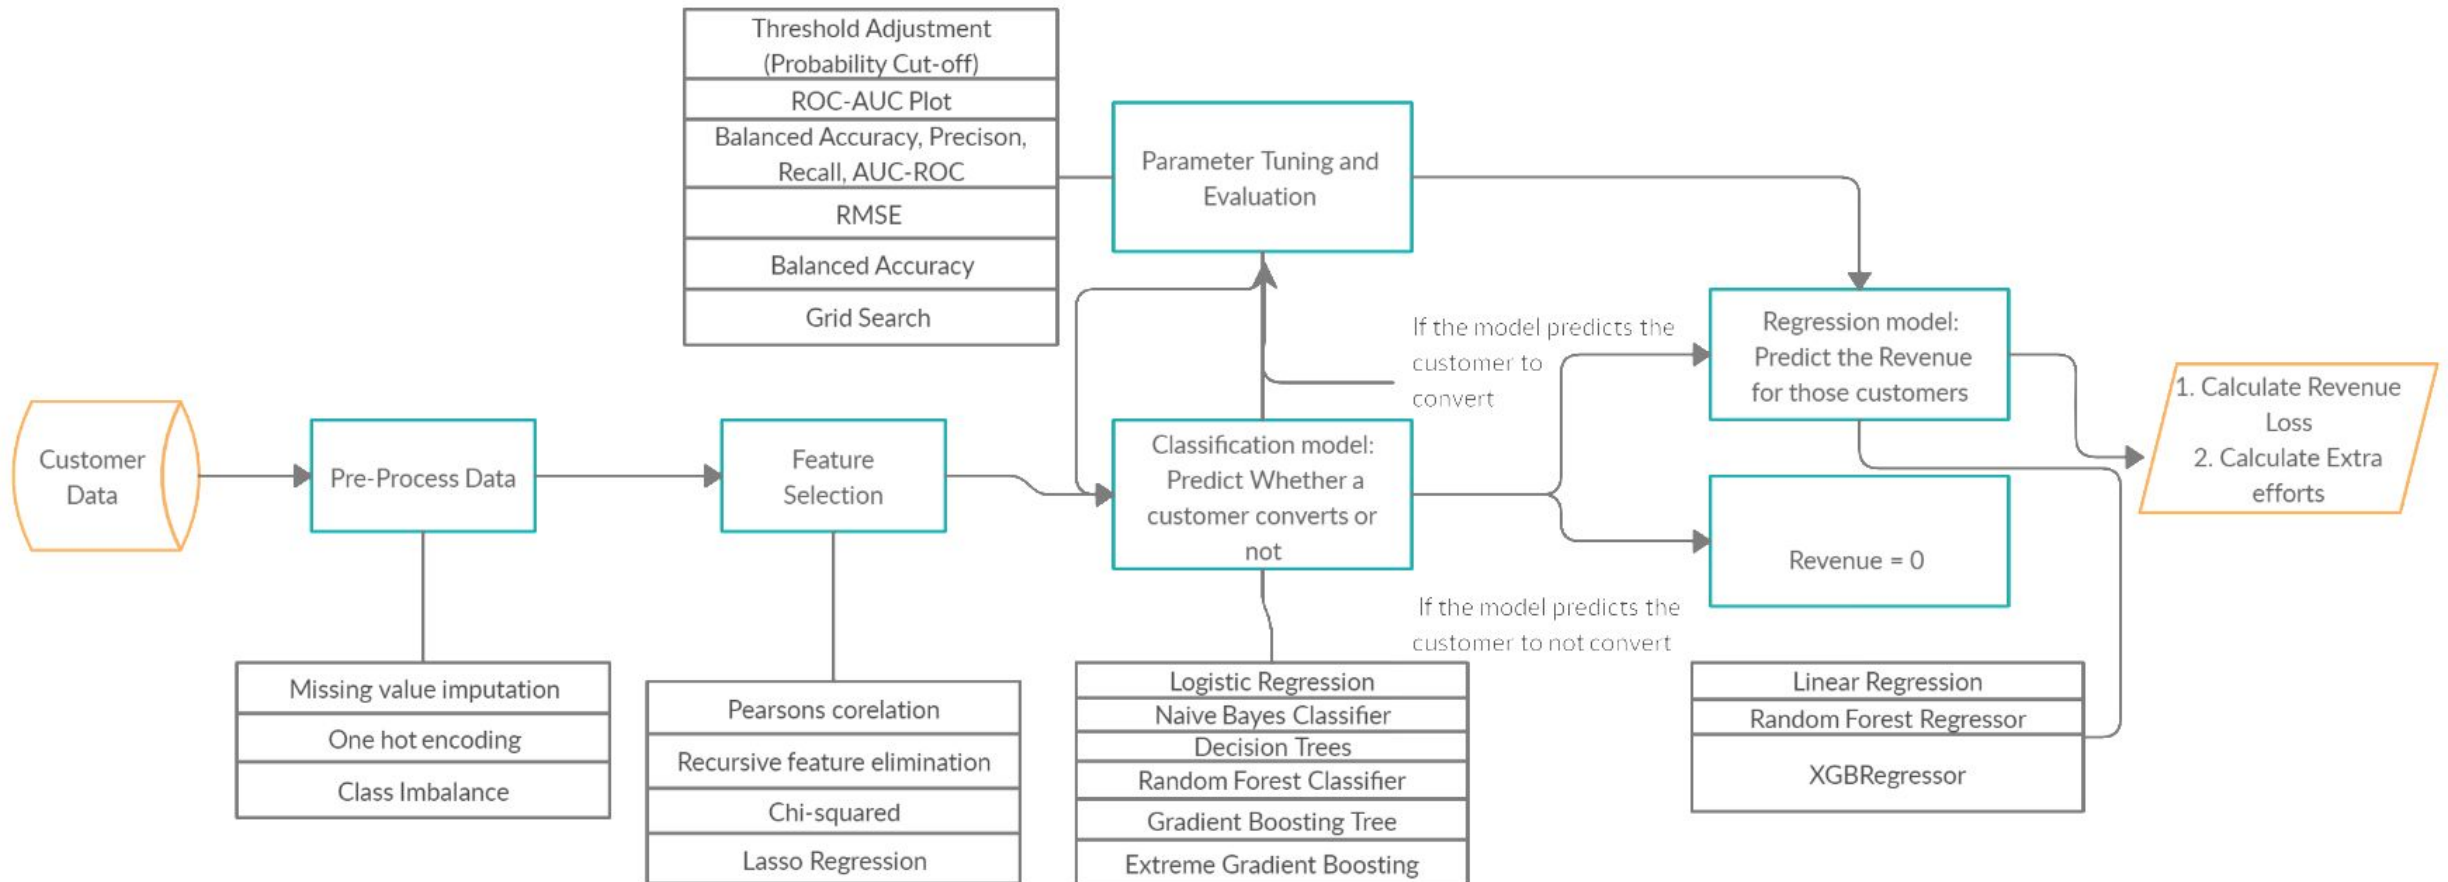 Threshold Adjustment
(Probability Cut-off)
ROC-AUC Plot
Balanced Accuracy, Precison,
Recall, AUC-ROC
RMSE
Balanced Accuracy
Grid Search
Parameter Tuning and
Evaluation
If the model predicts the
customer to
convert
Regression model:
Predict the Revenue
for those customers
1. Calculate Revenue
Loss
2. Calculate Extra
efforts
Customer
Data
Pre-Process Data
Feature
Selection
Classification model:
Predict Whether a
customer converts or
not
Revenue = 0
If the model predicts the
customer to not convert
Missing value imputation
One hot encoding
Class Imbalance
Pearsons corelation
Recursive feature elimination
Chi-squared
Lasso Regression
Logistic Regression
Naive Bayes Classifier
Decision Trees
Random Forest Classifier
Gradient Boosting Tree
Extreme Gradient Boosting
Linear Regression
Random Forest Regressor
XGBRegressor